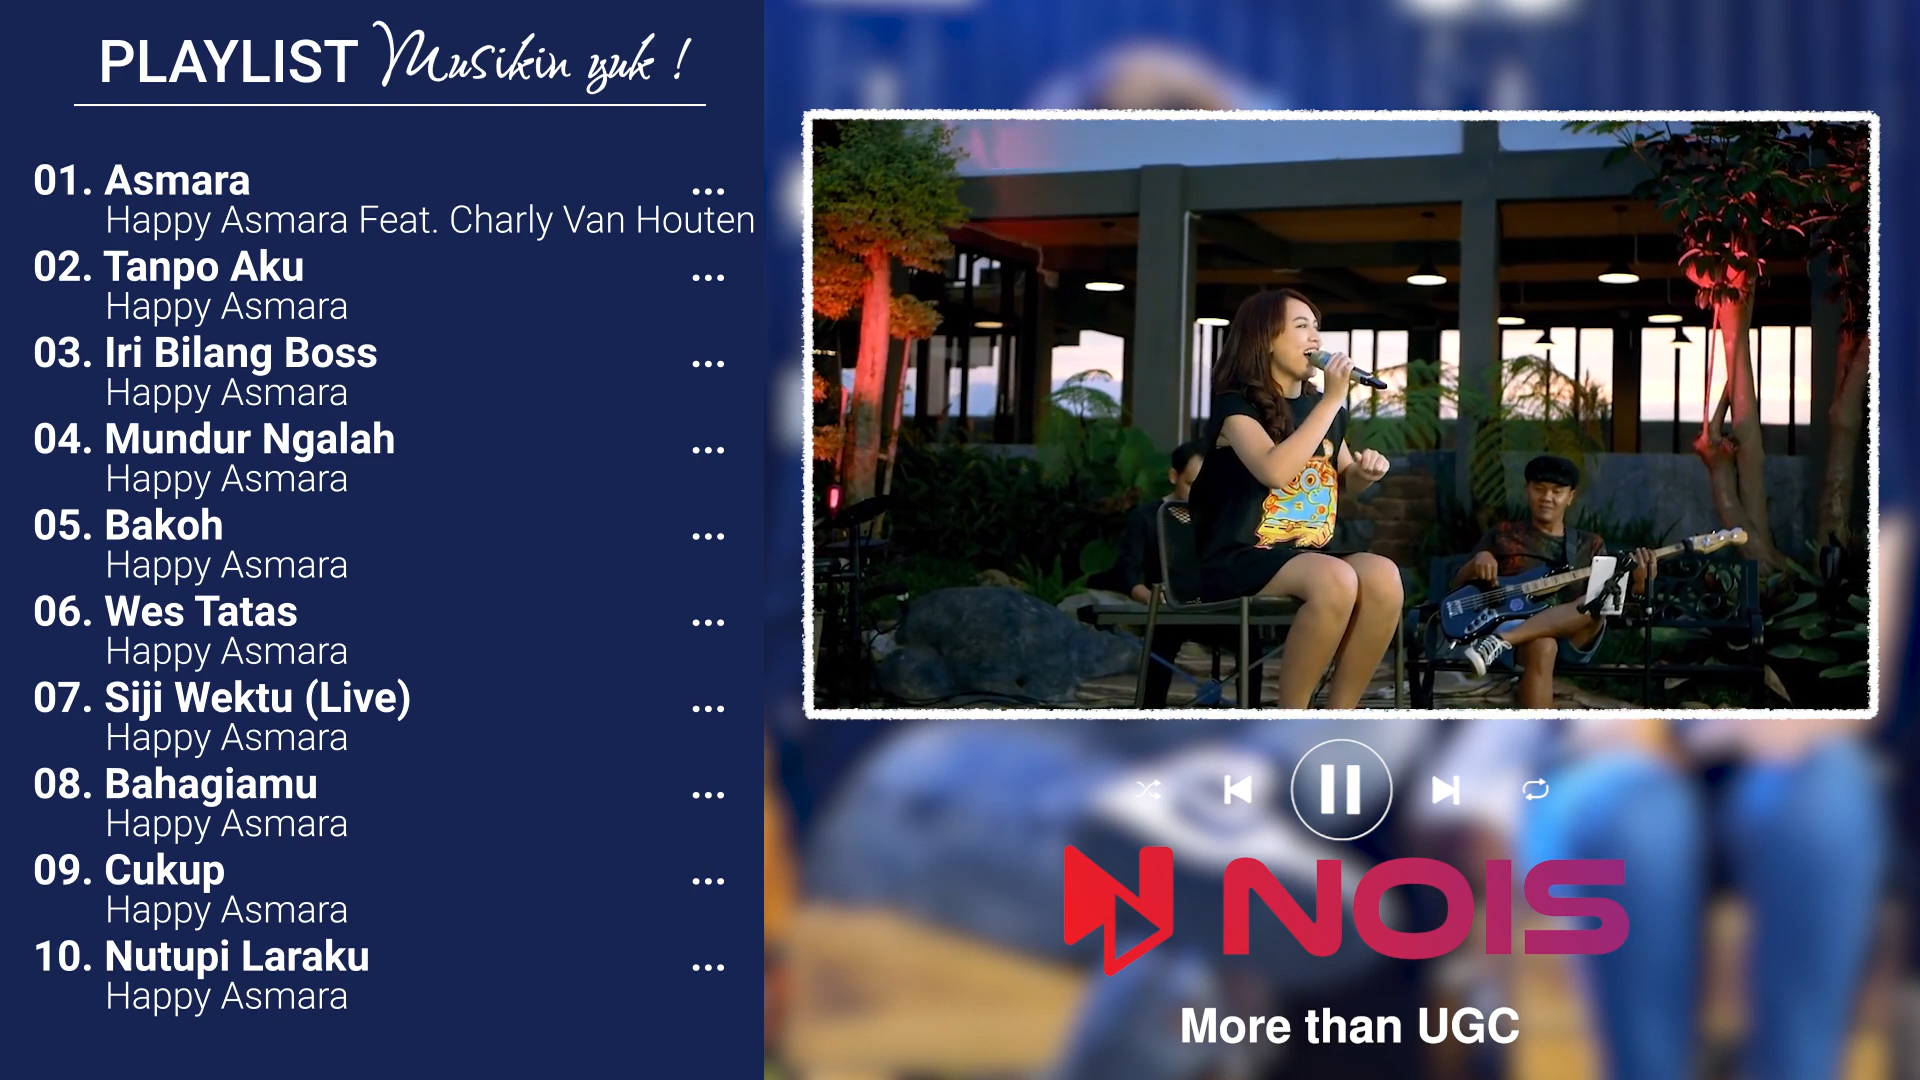 PLAYLIST Musikin yuk !
01. Asmara ...
Happy Asmara Feat. Charly Van Houten
02. Tanpo Aku ...
Happy Asmara
03. Iri Bilang Boss ...
Happy Asmara
04. Mundur Ngalah ...
Happy Asmara
05. Bakoh ...
Happy Asmara
06. Wes Tatas ...
Happy Asmara
07. Siji Wektu (Live) ...
Happy Asmara
08. Bahagiamu ...
Happy Asmara
09. Cukup ...
Happy Asmara
10. Nutupi Laraku ...
Happy Asmara
NOIS
More than UGC